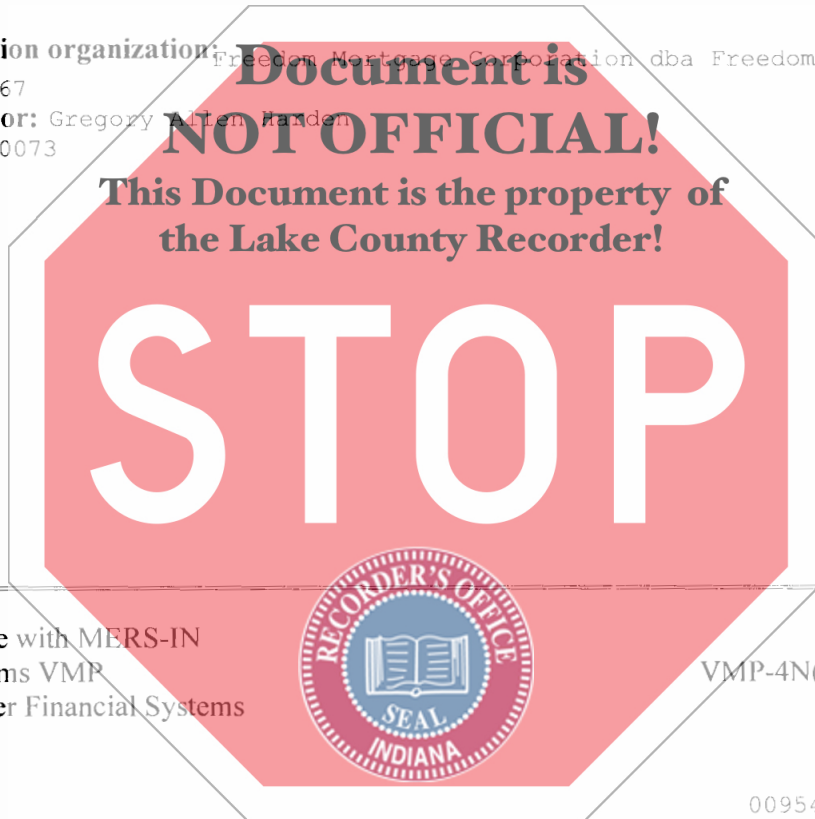 ion organization: Freedom Mortgage Corporation dba Freedom
67
or: Gregory Allen Harden
0073
Document is
NOT OFFICIAL!
This Document is the property of
the Lake County Recorder!
STOP
RECORDER'S OFFICE
SEAL
INDIANA
e with MERS-IN
ms VMP
VMP-4N(
er Financial Systems
00954